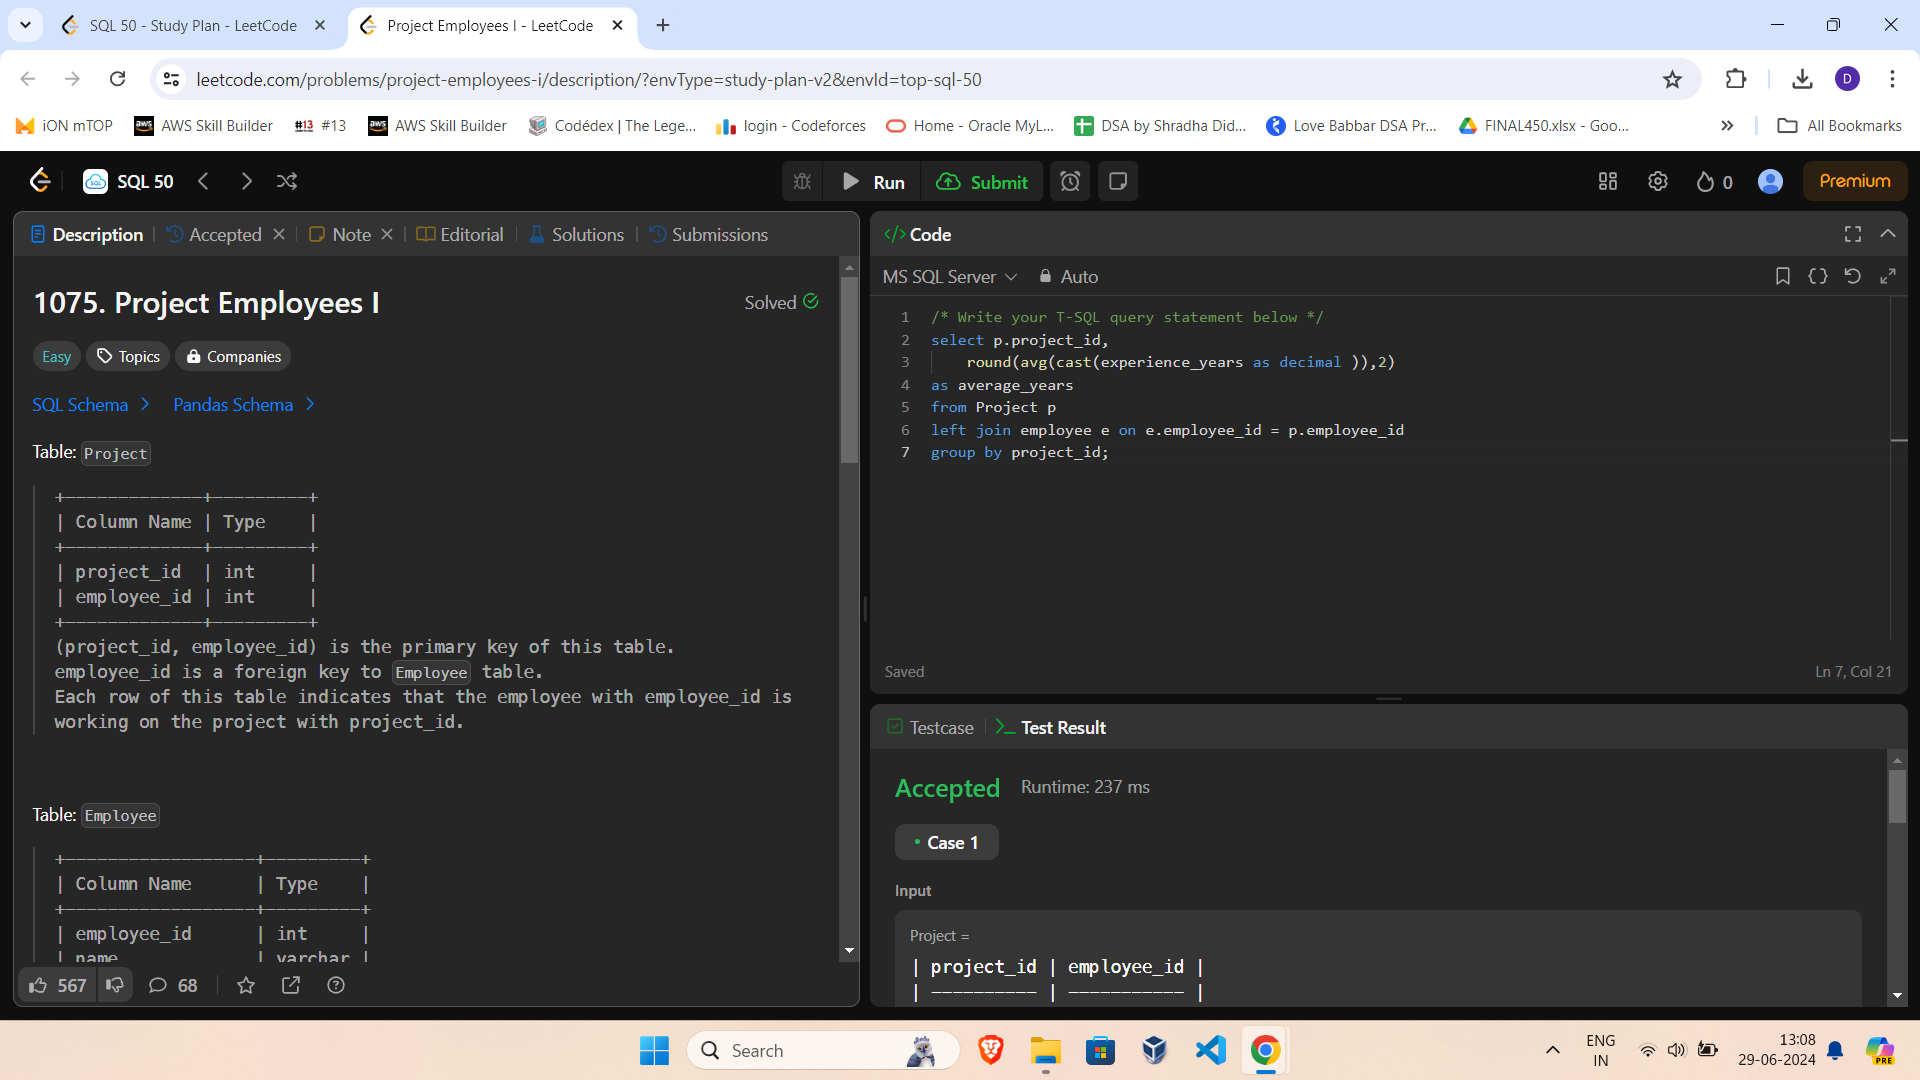 SQL 50 - Study Plan - LeetCode
Project Employees I - LeetCode
leetcode.com/problems/project-employees-i/description/?envType=study-plan-v2&envId=top-sql-50
D
iON mTOP
AWS Skill Builder
#13 #13
AWS Skill Builder
Codédex | The Lege...
login - Codeforces
Home - Oracle MyL...
DSA by Shradha Did...
Love Babbar DSA Pr...
FINAL450.xlsx - Goo...
All Bookmarks
SQL 50
Run
Submit
0
Premium
Description
Accepted
Note
Editorial
Solutions
Submissions
1075. Project Employees I
Solved
Easy
Topics
Companies
SQL Schema
Pandas Schema
Table: Project
+-------------+---------+
| Column Name | Type    |
+-------------+---------+
| project_id  | int     |
| employee_id | int     |
+-------------+---------+
(project_id, employee_id) is the primary key of this table.
employee_id is a foreign key to Employee table.
Each row of this table indicates that the employee with employee_id is
working on the project with project_id.
Table: Employee
+------------------+---------+
| Column Name      | Type    |
+------------------+---------+
| employee_id      | int     |
| name             | varchar |
567
68
</> Code
MS SQL Server
Auto
1 /* Write your T-SQL query statement below */
2 select p.project_id,
3     round(avg(cast(experience_years as decimal )),2)
4 as average_years
5 from Project p
6 left join employee e on e.employee_id = p.employee_id
7 group by project_id;
Saved
Ln 7, Col 21
Testcase
>_ Test Result
Accepted
Runtime: 237 ms
Case 1
Input
Project =
| project_id | employee_id |
| ---------- | ----------- |
Search
ENG
IN
13:08
29-06-2024
PRE